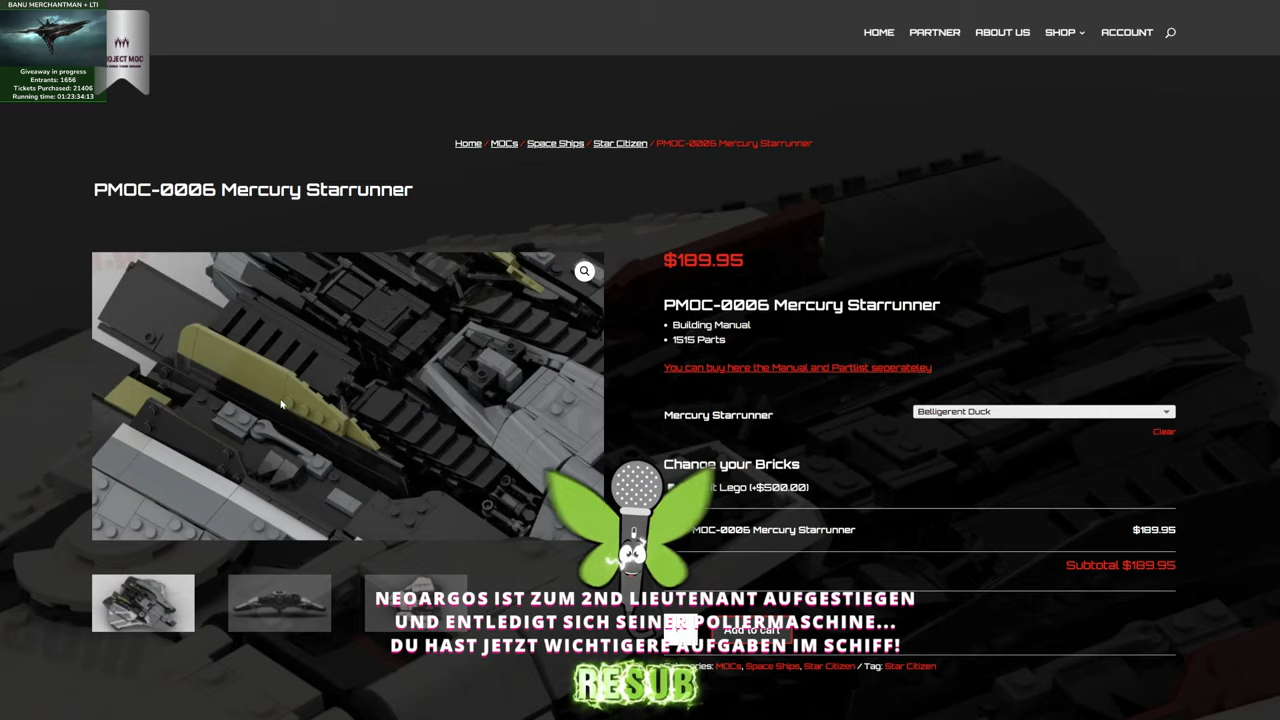 BANU MERCHANTMAN + LTI
Giveaway in progress
Entrants: 1656
Tickets Purchased: 21406
Running time: 01:23:34:13
HOME PARTNER ABOUT US SHOP ACCOUNT
Home / MOCs / Space Ships / Star Citizen / PMOC-0006 Mercury Starrunner
PMOC-0006 Mercury Starrunner
$189.95
PMOC-0006 Mercury Starrunner
• Building Manual
• 1515 Parts
You can buy here the Manual and Partlist seperateley
Mercury Starrunner
Belligerent Duck
Clear
Change your Bricks
Lego (+$500.00)
MOC-0006 Mercury Starrunner $189.95
Subtotal $189.95
NEOARGOS IST ZUM 2ND LIEUTENANT AUFGESTIEGEN
UND ENTLEDIGT SICH SEINER POLIERMASCHINE...
DU HAST JETZT WICHTIGERE AUFGABEN IM SCHIFF!
Add to cart
MOCs, Space Ships, Star Citizen / Tag: Star Citizen
RESUB